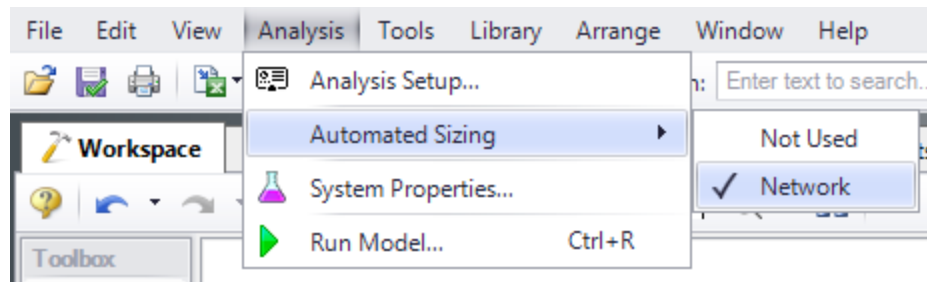 File Edit View Analysis Tools Library Arrange Window Help
Analysis Setup...
Enter text to search..
Workspace
Automated Sizing
Not Used
System Properties...
Network
Toolbox
Run Model... Ctrl+R